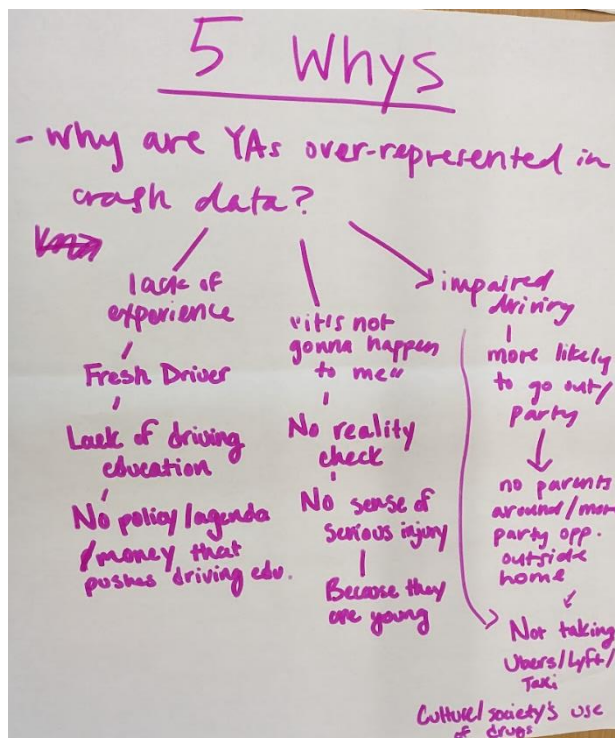 5 Whys
- Why are YAs over-represented in
crash data?
lack of
experience
Fresh Driver
Lack of driving
education
No policy/agenda
/money that
pushes driving edu.
"it's not
gonna happen
to me"
No reality
check
No sense of
serious injury
Because they
are young
impaired
driving
more likely
to go out/
party
no parents
around/more
party opp.
outside
home
Not taking
Ubers/Lyft/
Taxi
Culture/society's use
of drugs